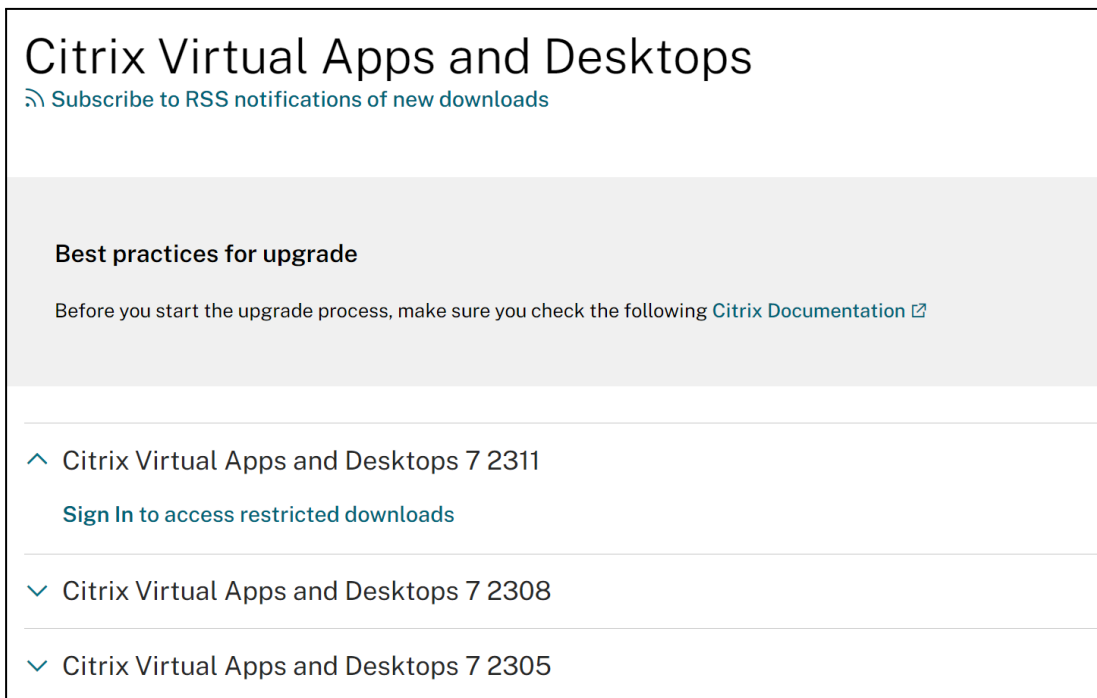 Citrix Virtual Apps and Desktops
Subscribe to RSS notifications of new downloads
Best practices for upgrade
Before you start the upgrade process, make sure you check the following Citrix Documentation
Citrix Virtual Apps and Desktops 7 2311
Sign In to access restricted downloads
Citrix Virtual Apps and Desktops 7 2308
Citrix Virtual Apps and Desktops 7 2305